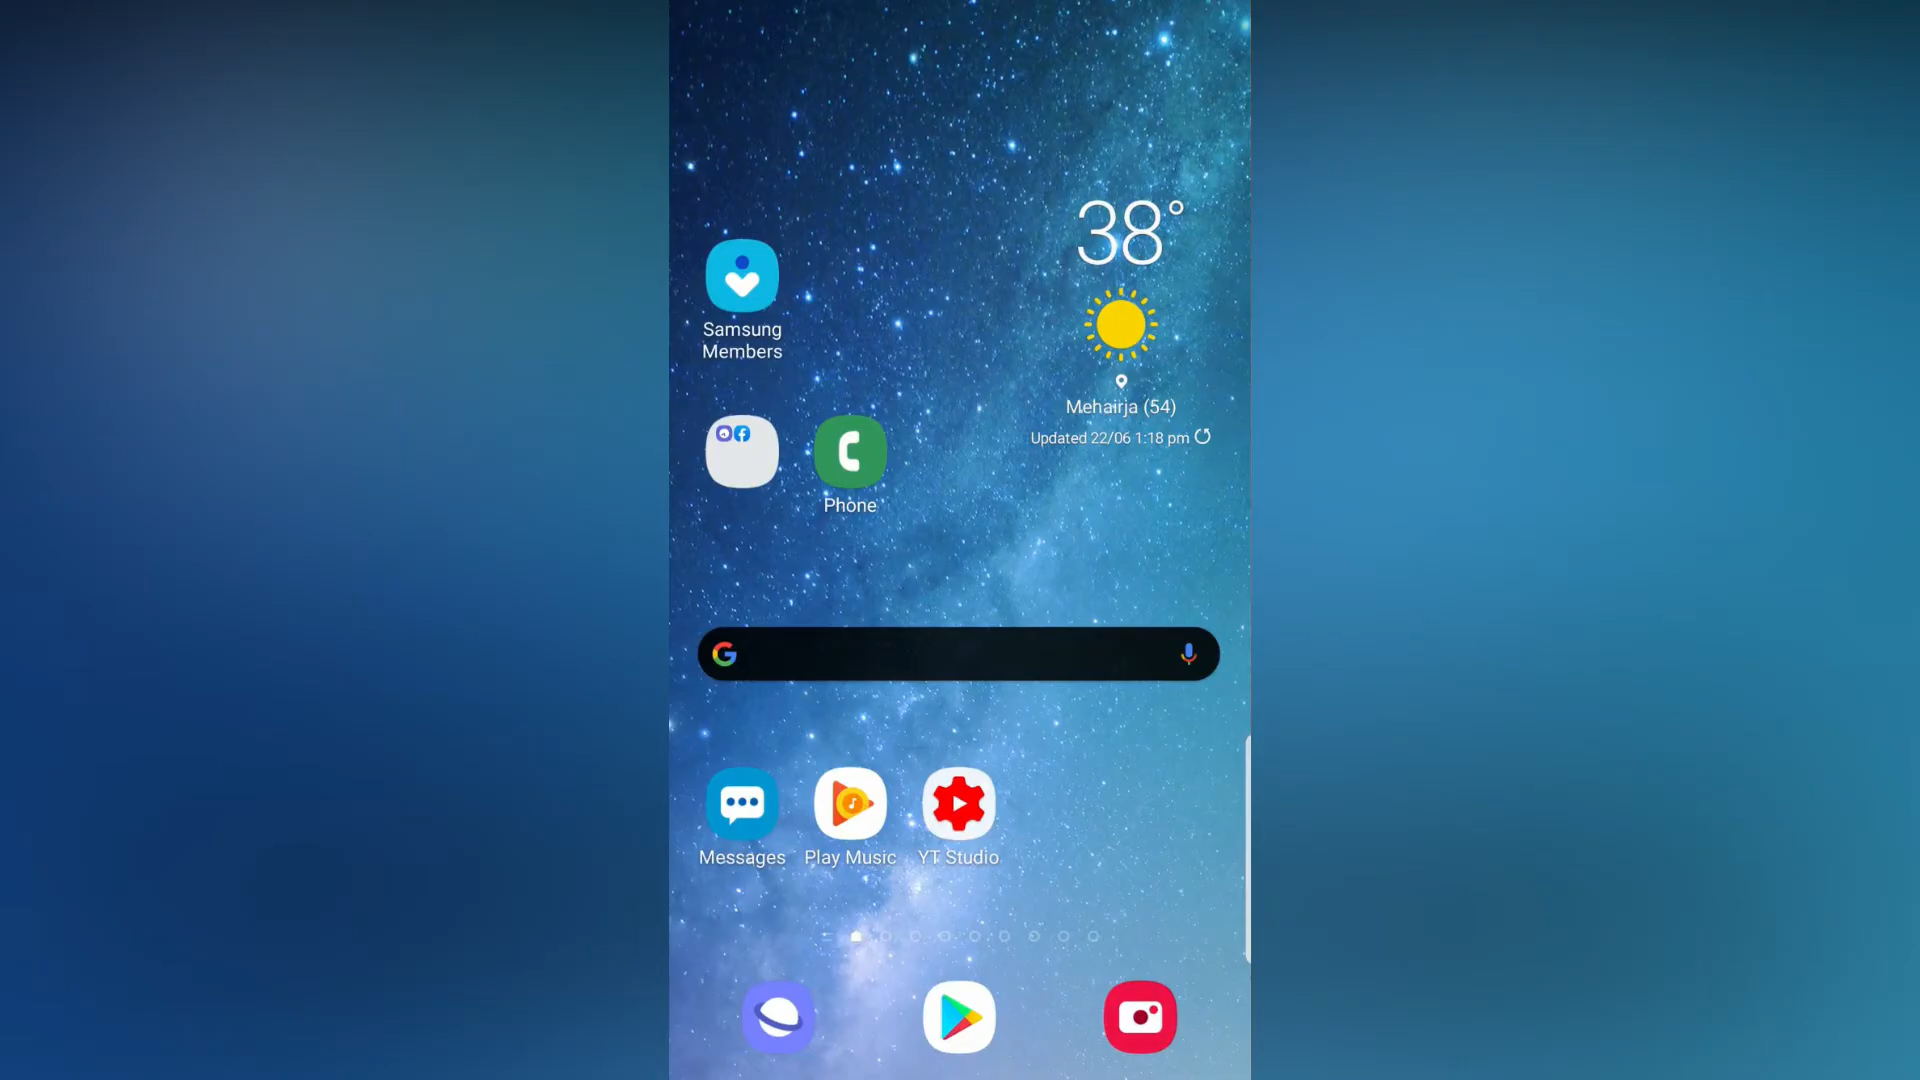 38°
Samsung
Members
Mehairja (54)
Updated 22/06 1:18 pm
Phone
Messages
Play Music
YT Studio